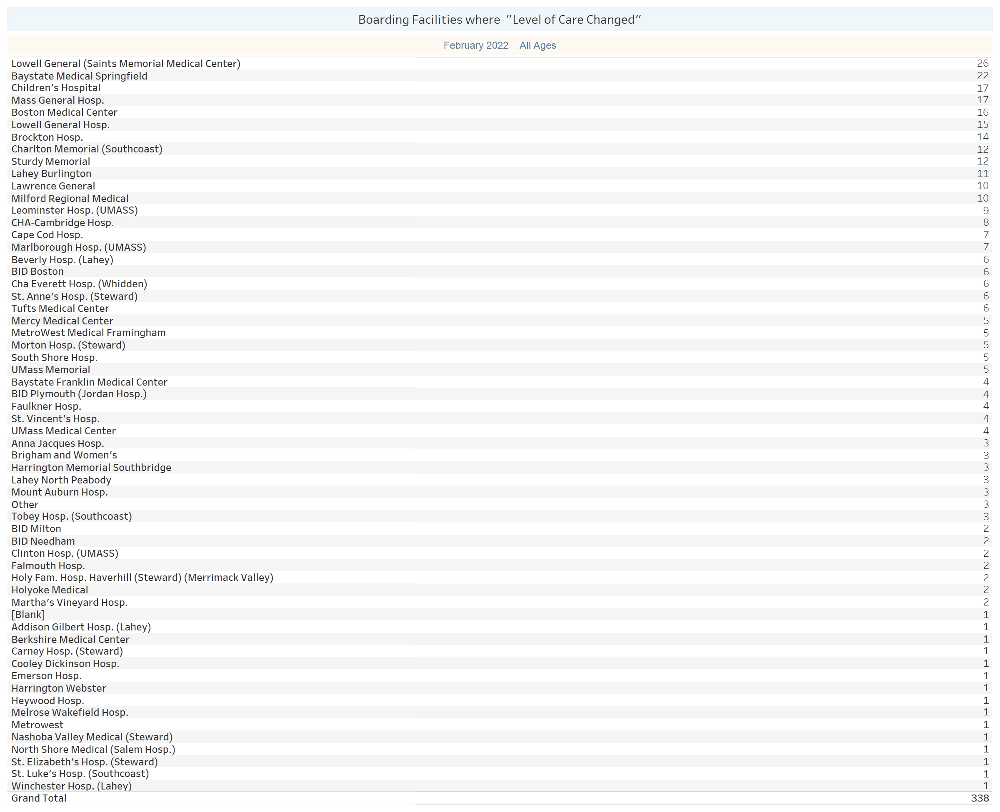 Boarding Facilities where "Level of Care Changed"
February 2022 All Ages
Lowell General (Saints Memorial Medical Center) 26
Baystate Medical Springfield 22
Children's Hospital 17
Mass General Hosp. 17
Boston Medical Center 16
Lowell General Hosp. 15
Brockton Hosp. 14
Charlton Memorial (Southcoast) 12
Sturdy Memorial 12
Lahey Burlington 11
Lawrence General 10
Milford Regional Medical 10
Leominster Hosp. (UMASS) 9
CHA-Cambridge Hosp. 8
Cape Cod Hosp. 7
Marlborough Hosp. (UMASS) 7
Beverly Hosp. (Lahey) 6
BID Boston 6
Cha Everett Hosp. (Whidden) 6
St. Anne's Hosp. (Steward) 6
Tufts Medical Center 6
Mercy Medical Center 5
MetroWest Medical Framingham 5
Morton Hosp. (Steward) 5
South Shore Hosp. 5
UMass Memorial 5
Baystate Franklin Medical Center 4
BID Plymouth (Jordan Hosp.) 4
Faulkner Hosp. 4
St. Vincent's Hosp. 4
UMass Medical Center 4
Anna Jacques Hosp. 3
Brigham and Women's 3
Harrington Memorial Southbridge 3
Lahey North Peabody 3
Mount Auburn Hosp. 3
Other 3
Tobey Hosp. (Southcoast) 3
BID Milton 2
BID Needham 2
Clinton Hosp. (UMASS) 2
Falmouth Hosp. 2
Holy Fam. Hosp. Haverhill (Steward) (Merrimack Valley) 2
Holyoke Medical 2
Martha's Vineyard Hosp. 2
[Blank] 1
Addison Gilbert Hosp. (Lahey) 1
Berkshire Medical Center 1
Carney Hosp. (Steward) 1
Cooley Dickinson Hosp. 1
Emerson Hosp. 1
Harrington Webster 1
Heywood Hosp. 1
Melrose Wakefield Hosp. 1
Metrowest 1
Nashoba Valley Medical (Steward) 1
North Shore Medical (Salem Hosp.) 1
St. Elizabeth's Hosp. (Steward) 1
St. Luke's Hosp. (Southcoast) 1
Winchester Hosp. (Lahey) 1
Grand Total 338